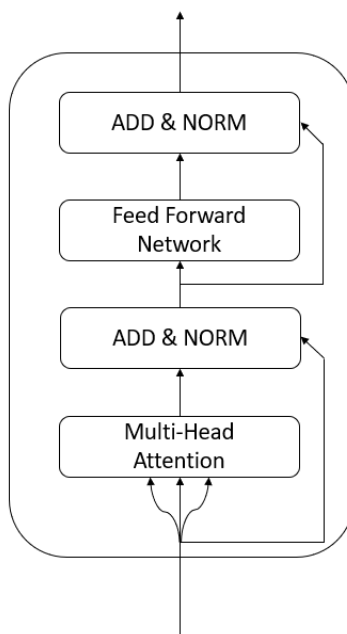 ADD & NORM
Feed Forward
Network
ADD & NORM
Multi-Head
Attention